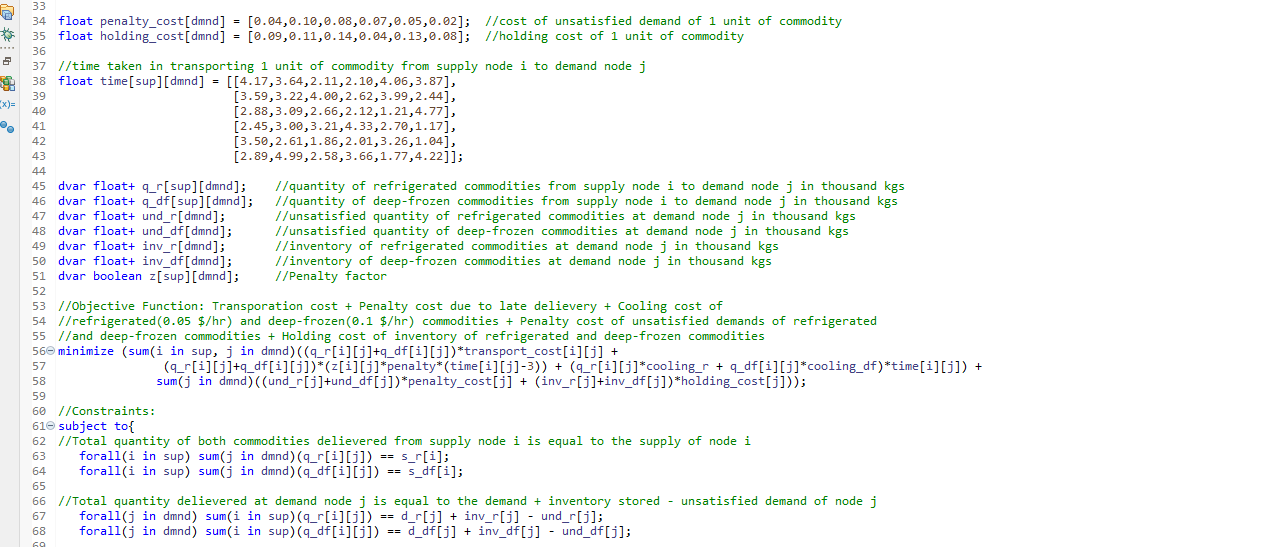 33
34 float penalty_cost[dmnd] = [0.04,0.10,0.08,0.07,0.05,0.02];  //cost of unsatisfied demand of 1 unit of commodity
35 float holding_cost[dmnd] = [0.09,0.11,0.14,0.04,0.13,0.08];  //holding cost of 1 unit of commodity
36
37 //time taken in transporting 1 unit of commodity from supply node i to demand node j
38 float time[sup][dmnd] = [[4.17,3.64,2.11,2.10,4.06,3.87],
39                          [3.59,3.22,4.00,2.62,3.99,2.44],
40                          [2.88,3.09,2.66,2.12,1.21,4.77],
41                          [2.45,3.00,3.21,4.33,2.70,1.17],
42                          [3.50,2.61,1.86,2.01,3.26,1.04],
43                          [2.89,4.99,2.58,3.66,1.77,4.22]];
44
45 dvar float+ q_r[sup][dmnd];    //quantity of refrigerated commodities from supply node i to demand node j in thousand kgs
46 dvar float+ q_df[sup][dmnd];   //quantity of deep-frozen commodities from supply node i to demand node j in thousand kgs
47 dvar float+ und_r[dmnd];       //unsatisfied quantity of refrigerated commodities at demand node j in thousand kgs
48 dvar float+ und_df[dmnd];      //unsatisfied quantity of deep-frozen commodities at demand node j in thousand kgs
49 dvar float+ inv_r[dmnd];       //inventory of refrigerated commodities at demand node j in thousand kgs
50 dvar float+ inv_df[dmnd];      //inventory of deep-frozen commodities at demand node j in thousand kgs
51 dvar boolean z[sup][dmnd];     //Penalty factor
52
53 //Objective Function: Transporation cost + Penalty cost due to late delievery + Cooling cost of
54 //refrigerated(0.05 $/hr) and deep-frozen(0.1 $/hr) commodities + Penalty cost of unsatisfied demands of refrigerated
55 //and deep-frozen commodities + Holding cost of inventory of refrigerated and deep-frozen commodities
56 minimize (sum(i in sup, j in dmnd)((q_r[i][j]+q_df[i][j])*transport_cost[i][j] +
57                (q_r[i][j]+q_df[i][j])*(z[i][j]*penalty*(time[i][j]-3)) + (q_r[i][j]*cooling_r + q_df[i][j]*cooling_df)*time[i][j]) +
58               sum(j in dmnd)((und_r[j]+und_df[j])*penalty_cost[j] + (inv_r[j]+inv_df[j])*holding_cost[j]));
59
60 //Constraints:
61 subject to{
62 //Total quantity of both commodities delievered from supply node i is equal to the supply of node i
63    forall(i in sup) sum(j in dmnd)(q_r[i][j]) == s_r[i];
64    forall(i in sup) sum(j in dmnd)(q_df[i][j]) == s_df[i];
65
66 //Total quantity delievered at demand node j is equal to the demand + inventory stored - unsatisfied demand of node j
67    forall(j in dmnd) sum(i in sup)(q_r[i][j]) == d_r[j] + inv_r[j] - und_r[j];
68    forall(j in dmnd) sum(i in sup)(q_df[i][j]) == d_df[j] + inv_df[j] - und_df[j];
69